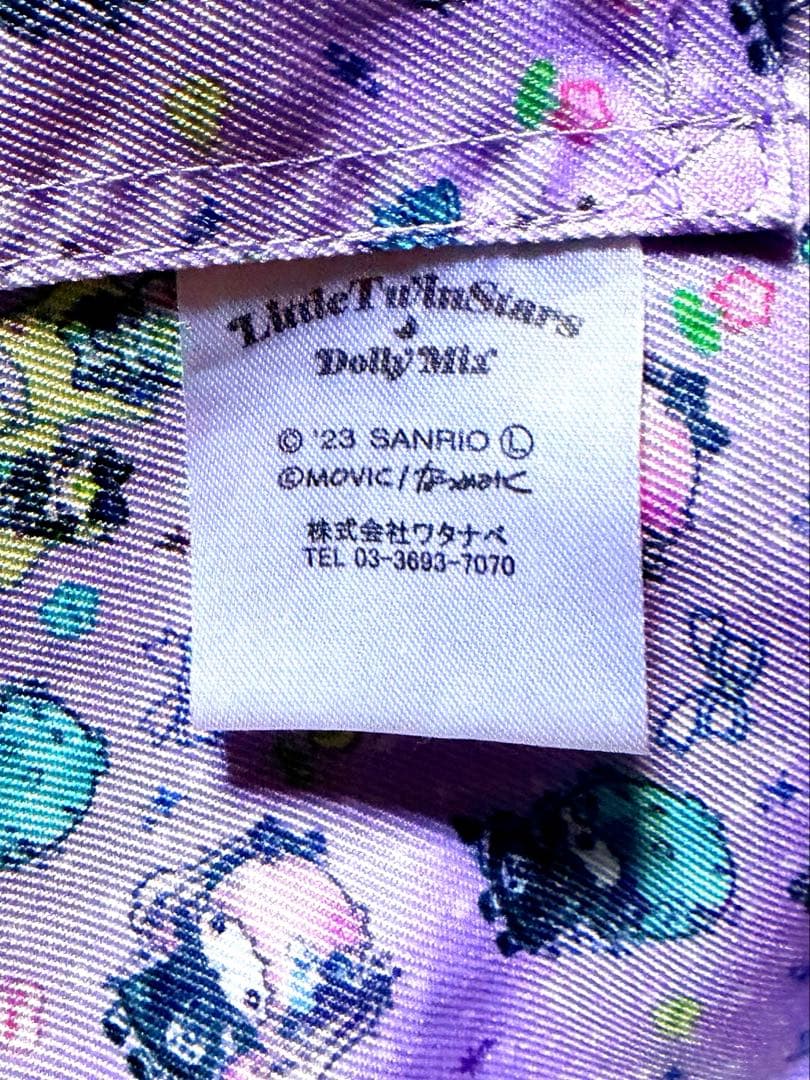 LittleTwinStars
Dolly Mix
© '23 SANRIO Ⓛ
©MOVIC/
株式会社ワタナベ
TEL 03-3693-7070